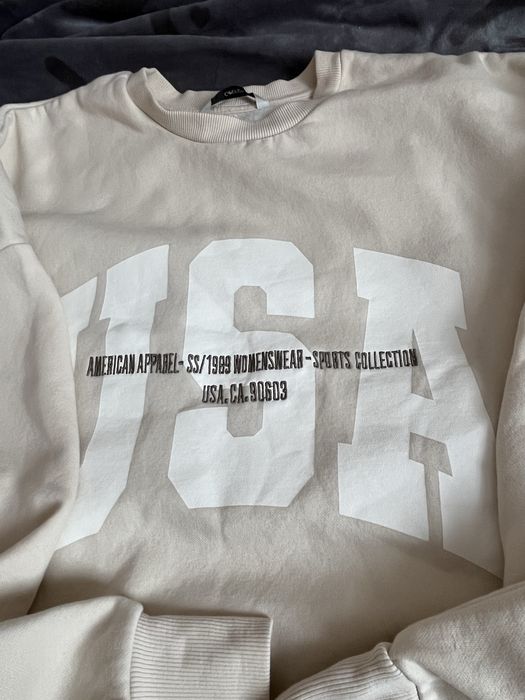 USA
AMERICAN APPAREL - SS/1989 WOMENSWEAR - SPORTS COLLECTION
USA. CA. 90603